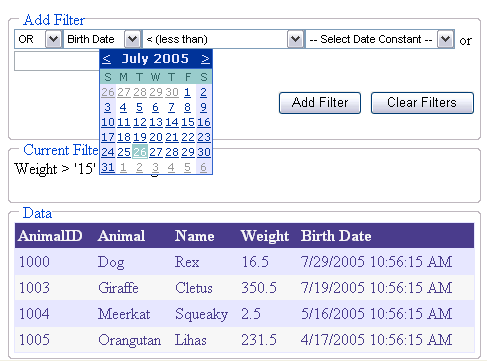 Add Filter
OR Birth Date < (less than) -- Select Date Constant -- or
< July 2005 >
S M T W T F S
26 27 28 29 30 1 2
3 4 5 6 7 8 9
10 11 12 13 14 15 16
17 18 19 20 21 22 23
24 25 26 27 28 29 30
31 1 2 3 4 5 6
Add Filter Clear Filters
Current Filte
Weight > '15'
Data
AnimalID Animal Name Weight Birth Date
1000 Dog Rex 16.5 7/29/2005 10:56:15 AM
1003 Giraffe Cletus 350.5 7/19/2005 10:56:15 AM
1004 Meerkat Squeaky 2.5 5/16/2005 10:56:15 AM
1005 Orangutan Lihas 231.5 4/17/2005 10:56:15 AM